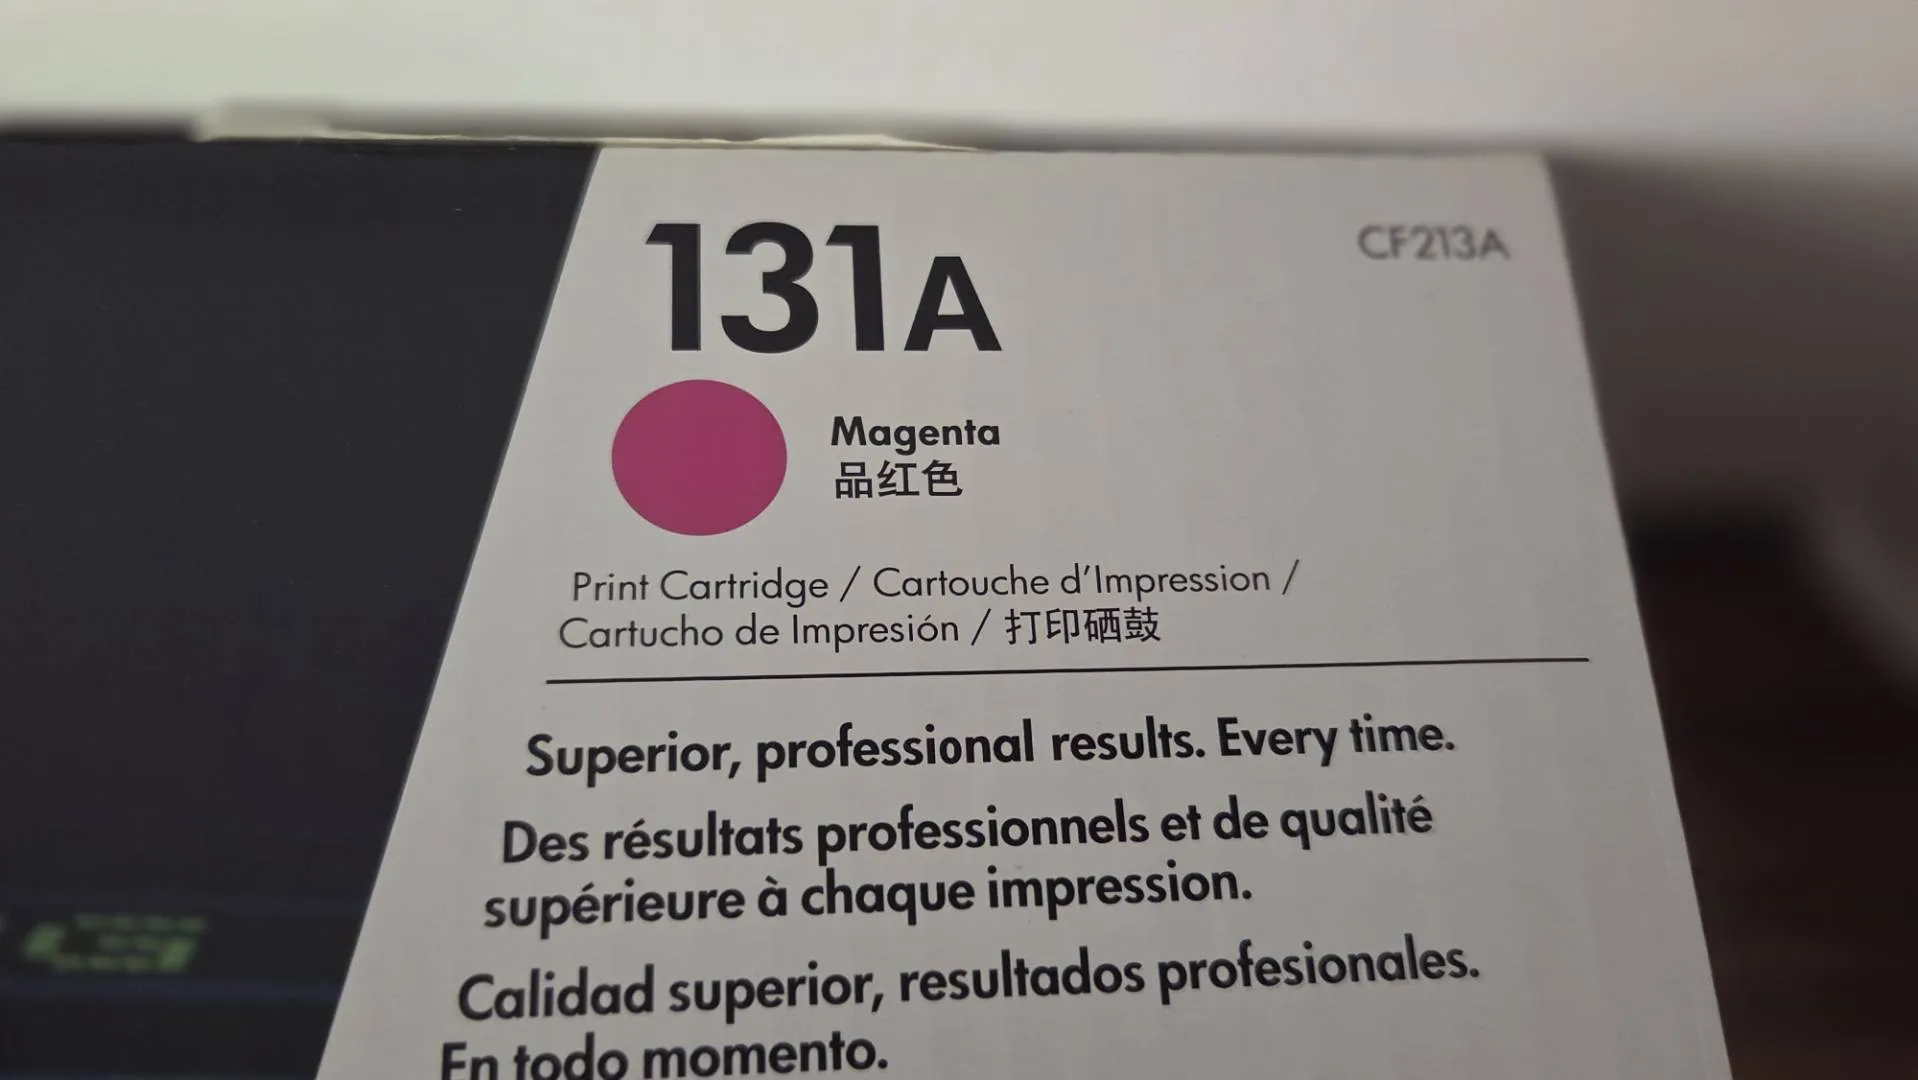 131A
CF213A
Magenta
品红色
Print Cartridge / Cartouche d'Impression /
Cartucho de Impresión / 打印硒鼓
Superior, professional results. Every time.
Des résultats professionnels et de qualité
supérieure à chaque impression.
Calidad superior, resultados profesionales.
En todo momento.